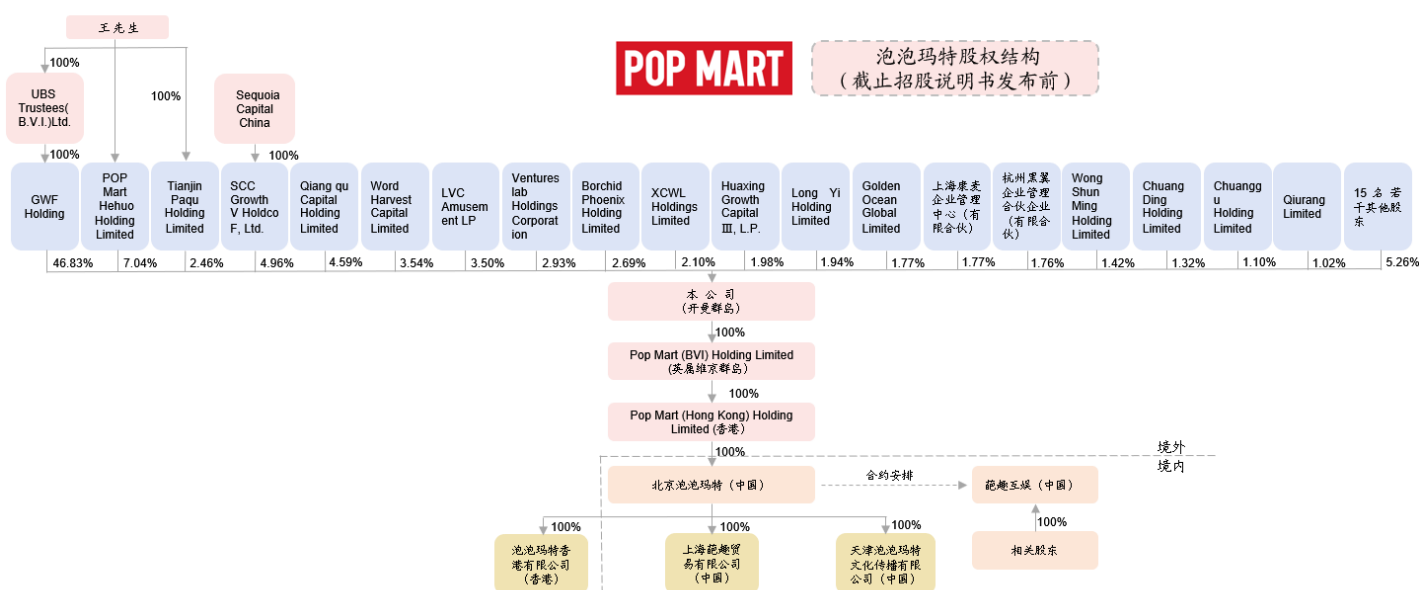 王先生
POP MART
泡泡玛特股权结构
（截止招股说明书发布前）
100%
100%
UBS
Trustees(
B.V.I.)Ltd.
Sequoia
Capital
China
100%
100%
GWF
Holding
POP
Mart
Hehuo
Holding
Limited
Tianjin
Paqu
Holding
Limited
SCC
Growth
V Holdco
F, Ltd.
Qiang qu
Capital
Holding
Limited
Word
Harvest
Capital
Limited
LVC
Amusem
ent LP
Ventures
lab
Holdings
Corporat
ion
Borchid
Phoenix
Holding
Limited
XCWL
Holdings
Limited
Huaxing
Growth
Capital
Ⅲ, L.P.
Long Yi
Holding
Limited
Golden
Ocean
Global
Limited
上海康麦
企业管理
中心（有
限合伙）
杭州黑翼
企业管理
合伙企业
（有限合
伙）
Wong
Shun
Ming
Holding
Limited
Chuang
Ding
Holding
Limited
Chuangg
u
Holding
Limited
Qiurang
Limited
15 名若
干其他股
东
46.83%
7.04%
2.46%
4.96%
4.59%
3.54%
3.50%
2.93%
2.69%
2.10%
1.98%
1.94%
1.77%
1.77%
1.76%
1.42%
1.32%
1.10%
1.02%
5.26%
本 公 司
（开曼群岛）
100%
Pop Mart (BVI) Holding Limited
(英属维京群岛）
100%
Pop Mart (Hong Kong) Holding
Limited (香港）
100%
境外
境内
北京泡泡玛特（中国）
合约安排
葩趣互娱（中国）
100%
100%
100%
100%
泡泡玛特香
港有限公司
（香港）
上海葩趣贸
易有限公司
（中国）
天津泡泡玛特
文化传播有限
公司（中国）
相关股东